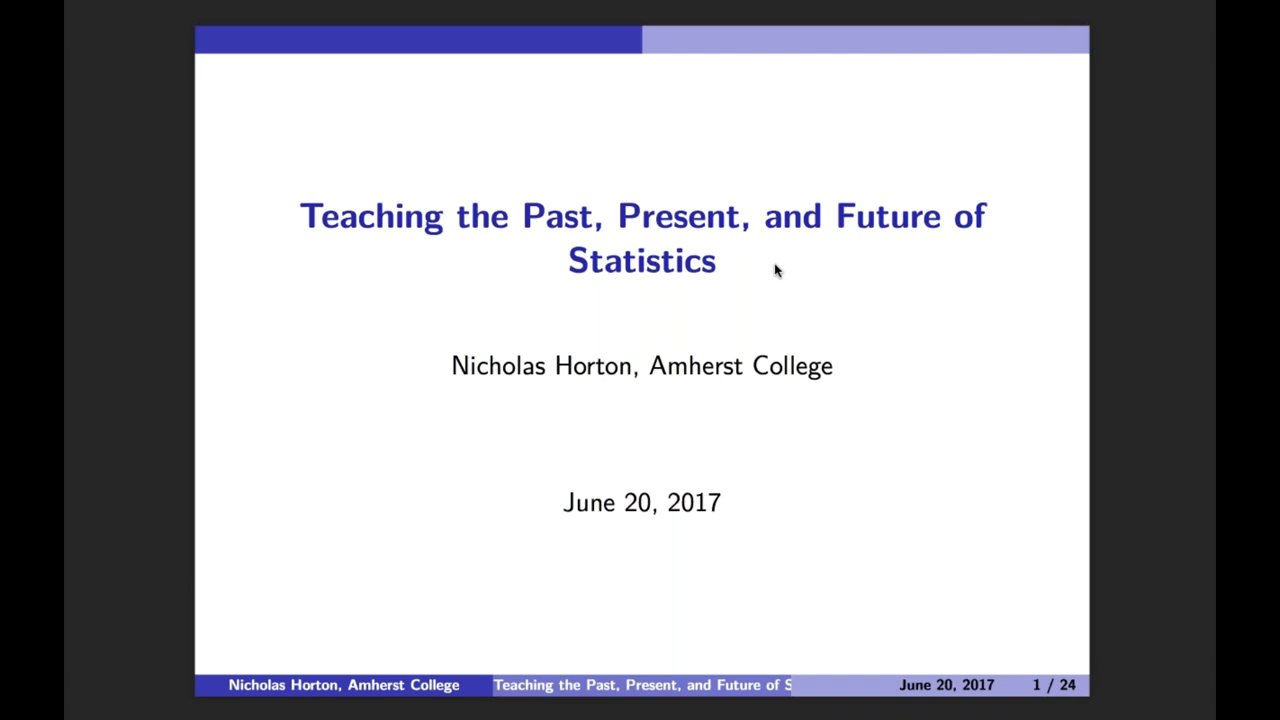 Teaching the Past, Present, and Future of
Statistics
Nicholas Horton, Amherst College
June 20, 2017
Nicholas Horton, Amherst College Teaching the Past, Present, and Future of S June 20, 2017 1 / 24